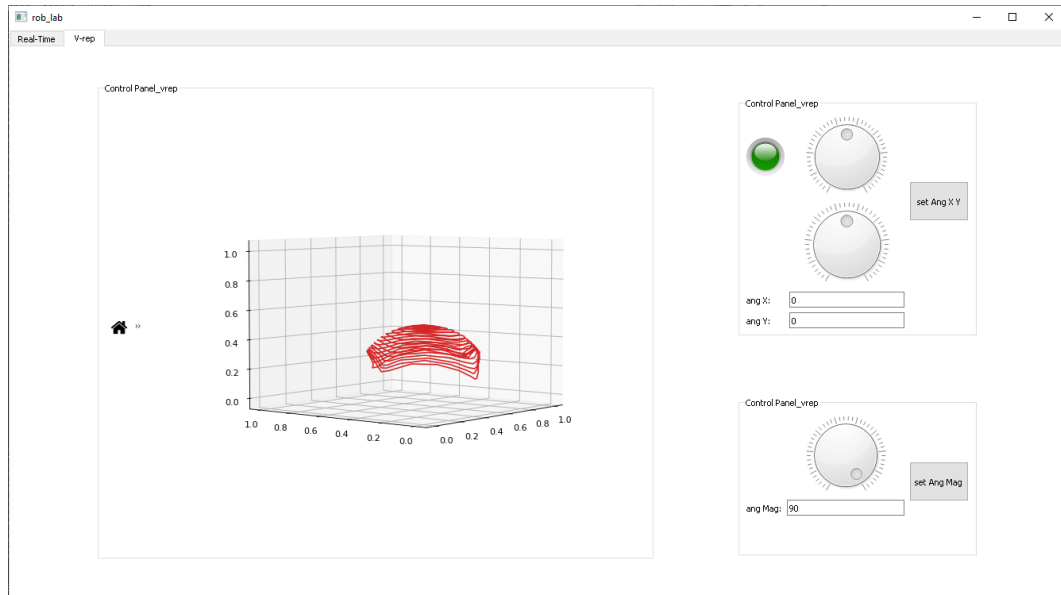 rob_lab
Real-Time V-rep
Control Panel_vrep
1.0
0.8
0.6
0.4
0.2
0.0
1.0 0.8 0.6 0.4 0.2 0.0
0.0 0.2 0.4 0.6 0.8 1.0
»
Control Panel_vrep
set Ang X Y
ang X: 0
ang Y: 0
Control Panel_vrep
set Ang Mag
ang Mag: 90